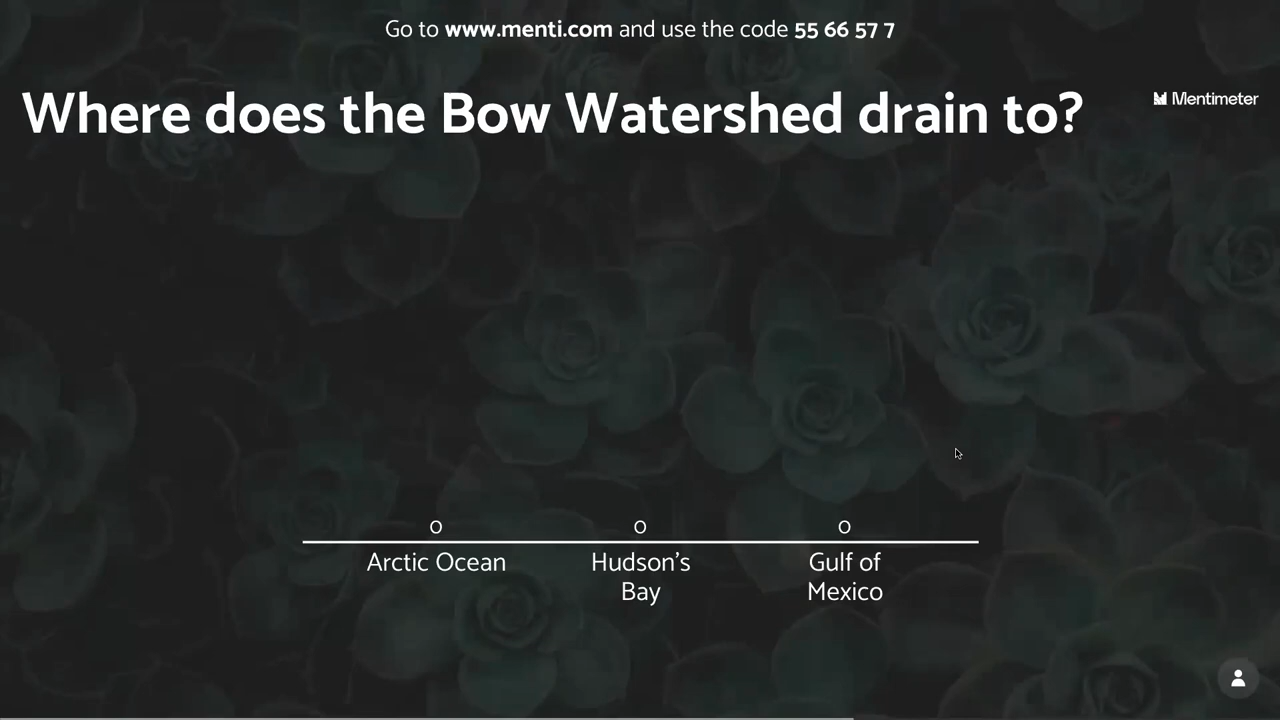 Go to www.menti.com and use the code 55 66 57 7
Where does the Bow Watershed drain to?
Mentimeter
0 0 0
Arctic Ocean Hudson's Gulf of
Bay Mexico